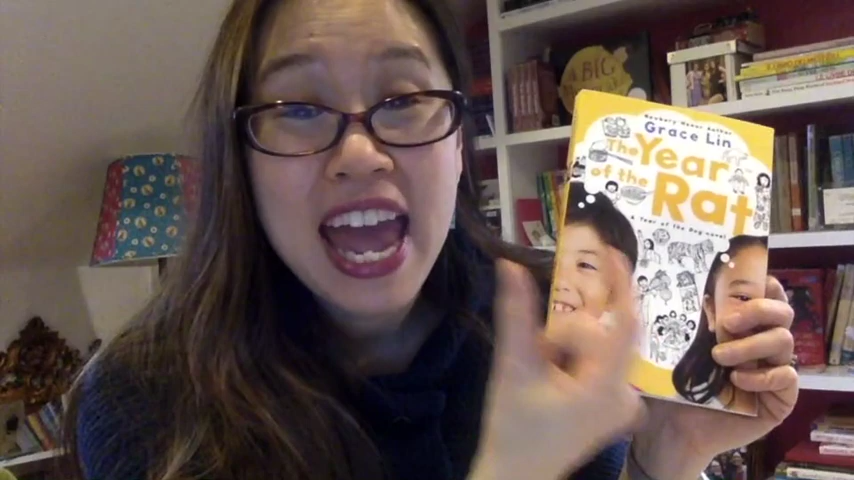 Newbery Honor Author
Grace Lin
The Year
of the Rat
A Year of the Dog novel
A BIG